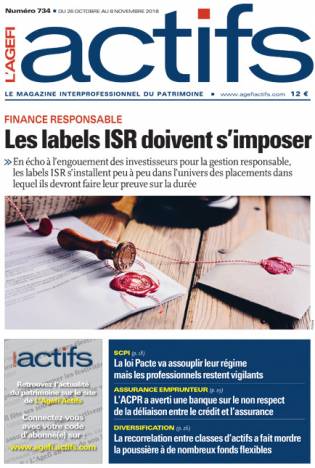 Numéro 734 • DU 26 OCTOBRE AU 8 NOVEMBRE 2018
L'AGEFI
actifs
LE MAGAZINE INTERPROFESSIONNEL DU PATRIMOINE • www.agefiactifs.com 12 €
FINANCE RESPONSABLE
Les labels ISR doivent s'imposer
>> En écho à l'engouement des investisseurs pour la gestion responsable,
les labels ISR s'installent peu à peu dans l'univers des placements dans
lequel ils devront faire leur preuve sur la durée
actifs
Retrouvez l'actualité
du patrimoine sur le site
de L'Agefi Actifs
Connectez-vous
avec votre code
d'abonné(e) sur
www.agefiactifs.com
SCPI (p. 18)
La loi Pacte va assouplir leur régime
mais les professionnels restent vigilants
ASSURANCE EMPRUNTEUR (p. 19)
L'ACPR a averti une banque sur le non respect
de la déliaison entre le crédit et l'assurance
DIVERSIFICATION (p. 26)
La recorrelation entre classes d'actifs a fait mordre
la poussière à de nombreux fonds flexibles